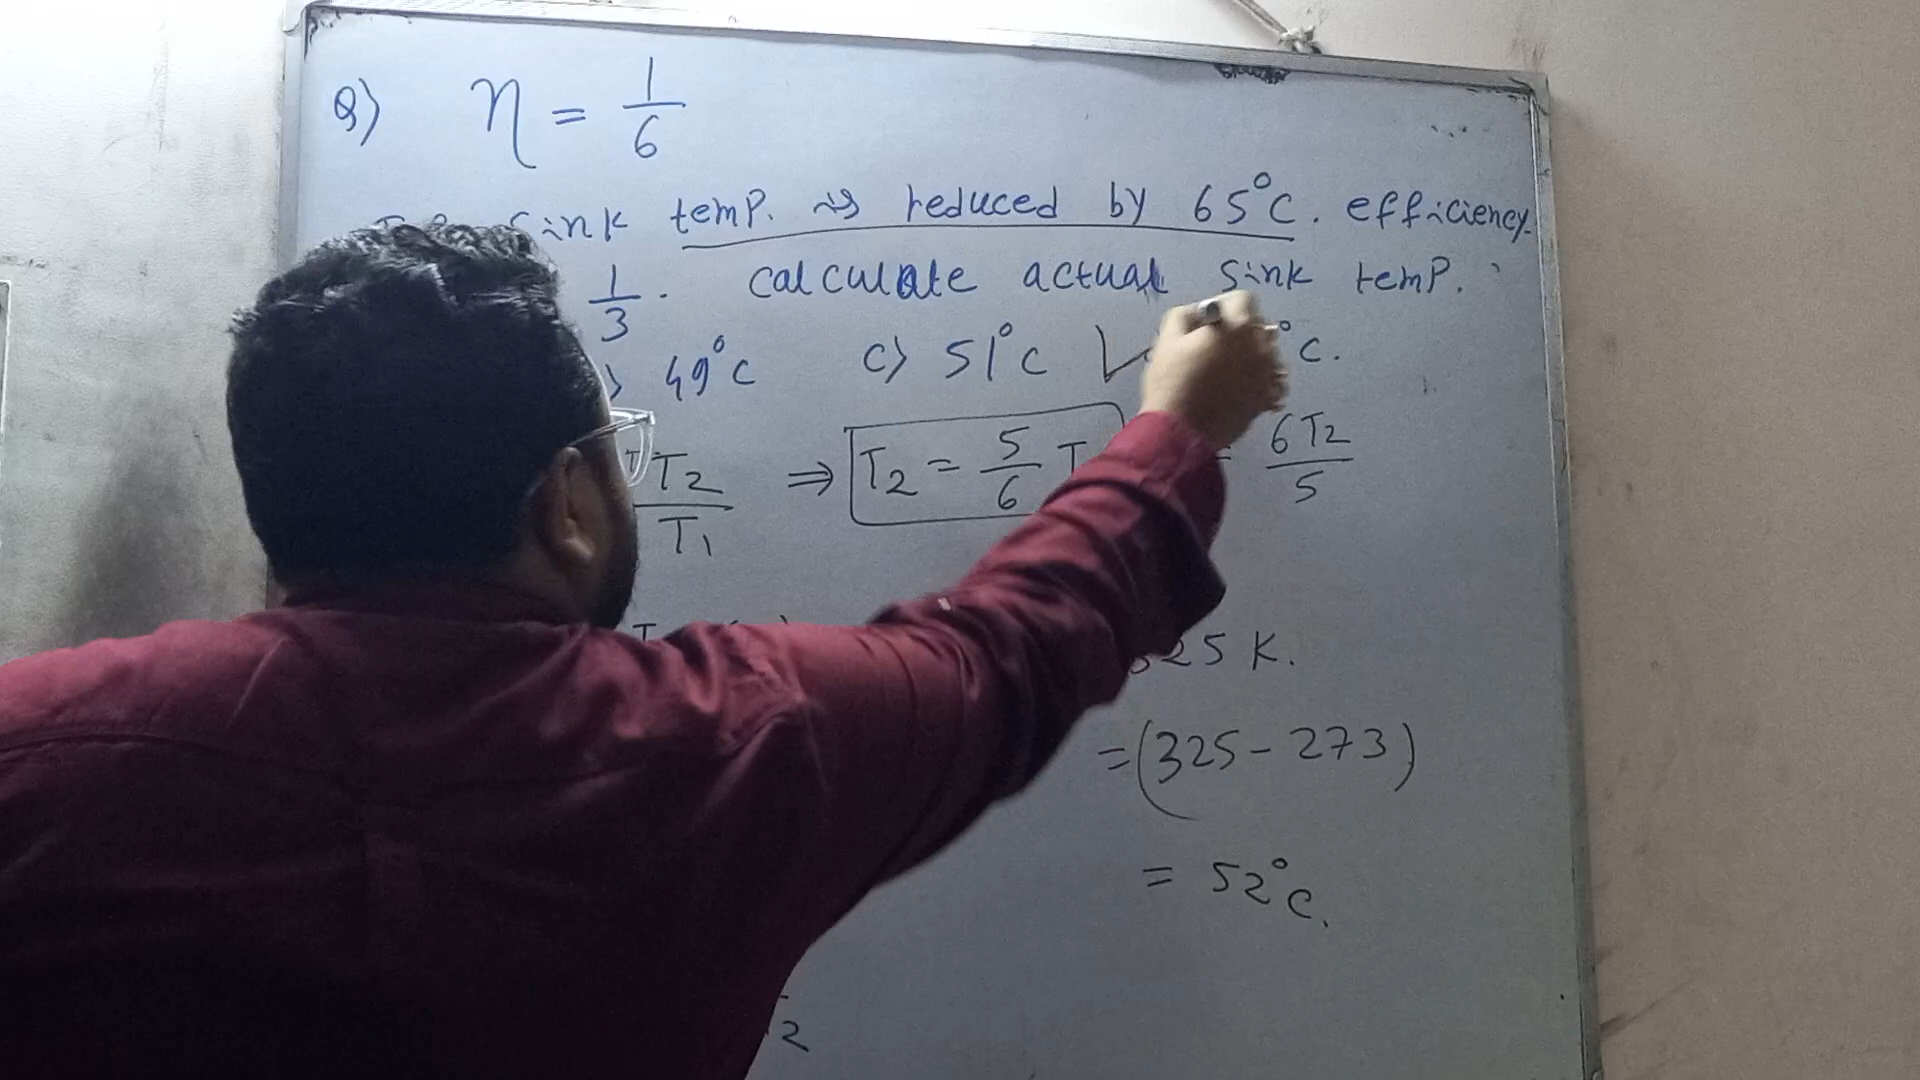 Q) η = 1/6
Sink temP. is reduced by 65°C. efficiency
1/3. calculate actual Sink temP.
) 49°C c) 51°C °C.
T2/T1 ⇒ T2 = 5/6 T = 6T2/5
325 K.
=(325-273)
= 52°C.
2